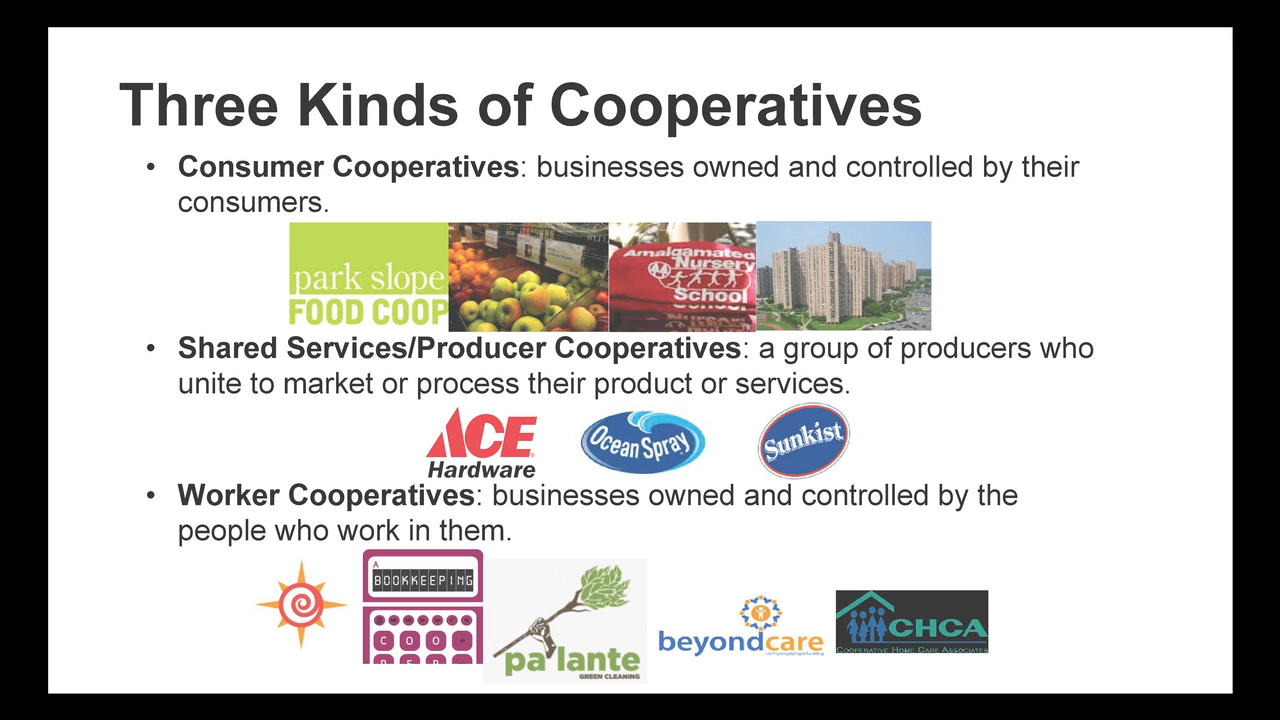 Three Kinds of Cooperatives
• Consumer Cooperatives: businesses owned and controlled by their
consumers.
park slope
FOOD COOP
Amalgamated
Nursery
School
• Shared Services/Producer Cooperatives: a group of producers who
unite to market or process their product or services.
ACE
Hardware
Ocean Spray
Sunkist
• Worker Cooperatives: businesses owned and controlled by the
people who work in them.
A
BOOKKEEPING
COO+
pa'lante
GREEN CLEANING
beyondcare
CHCA
COOPERATIVE HOME CARE ASSOCIATES